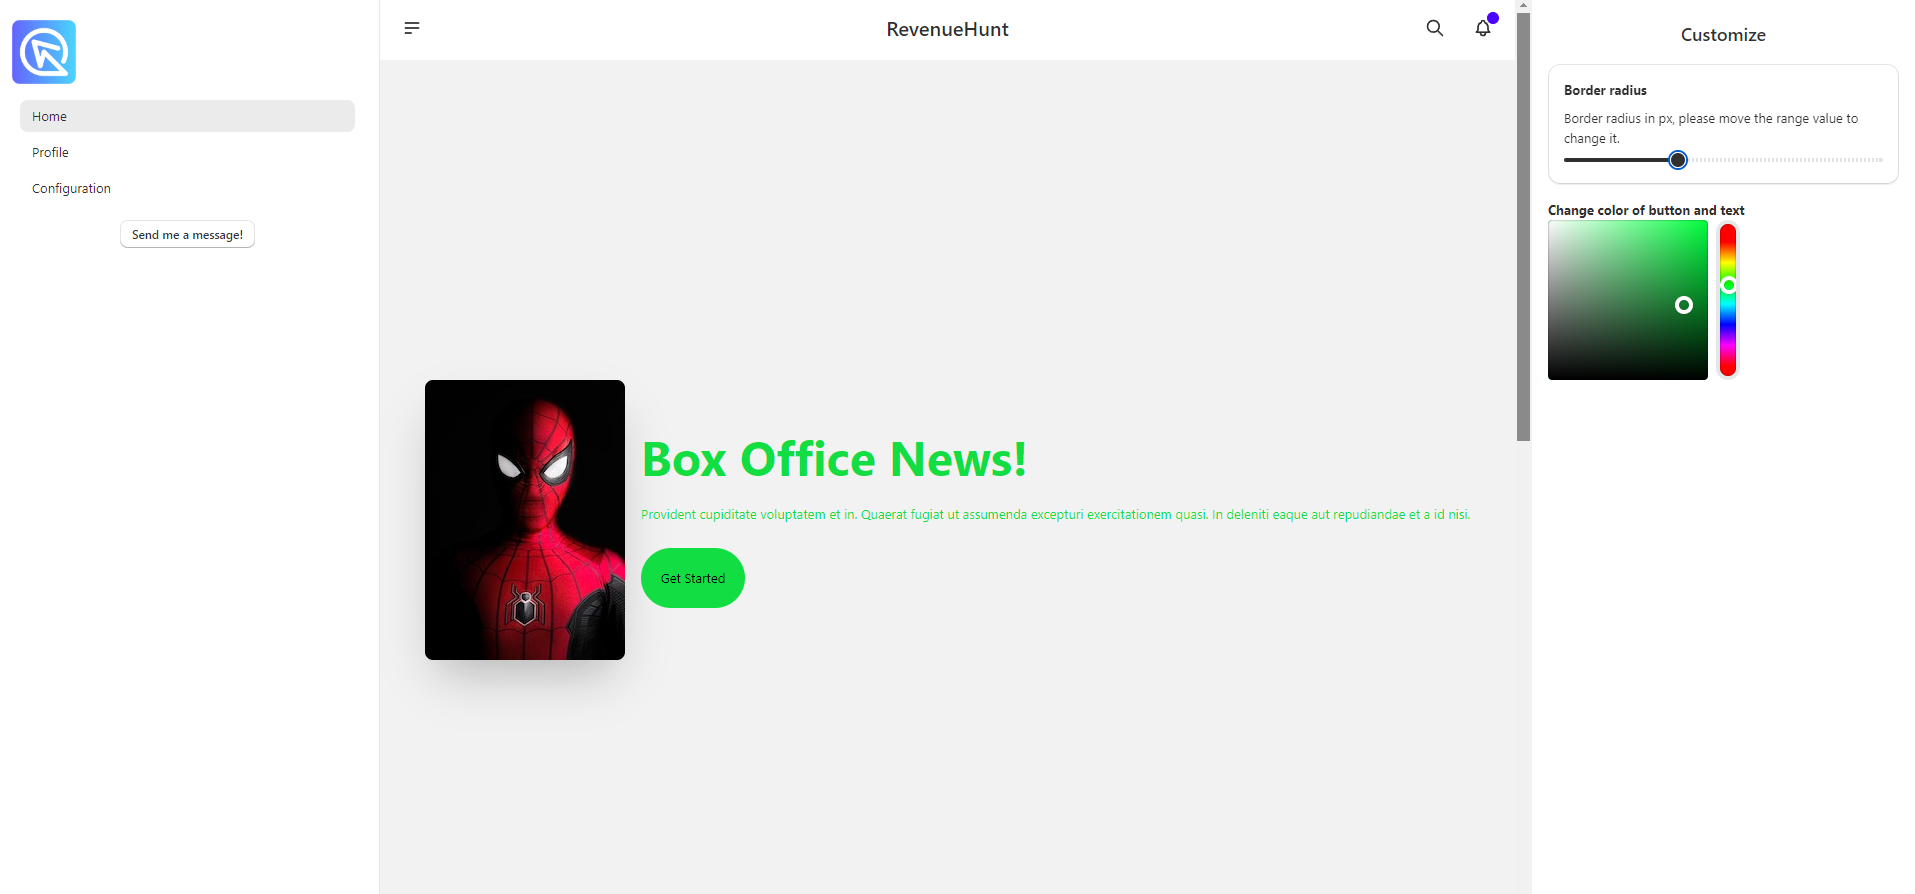 Home
Profile
Configuration
Send me a message!
RevenueHunt
Box Office News!
Provident cupiditate voluptatem et in. Quaerat fugiat ut assumenda excepturi exercitationem quasi. In deleniti eaque aut repudiandae et a id nisi.
Get Started
Customize
Border radius
Border radius in px, please move the range value to
change it.
Change color of button and text